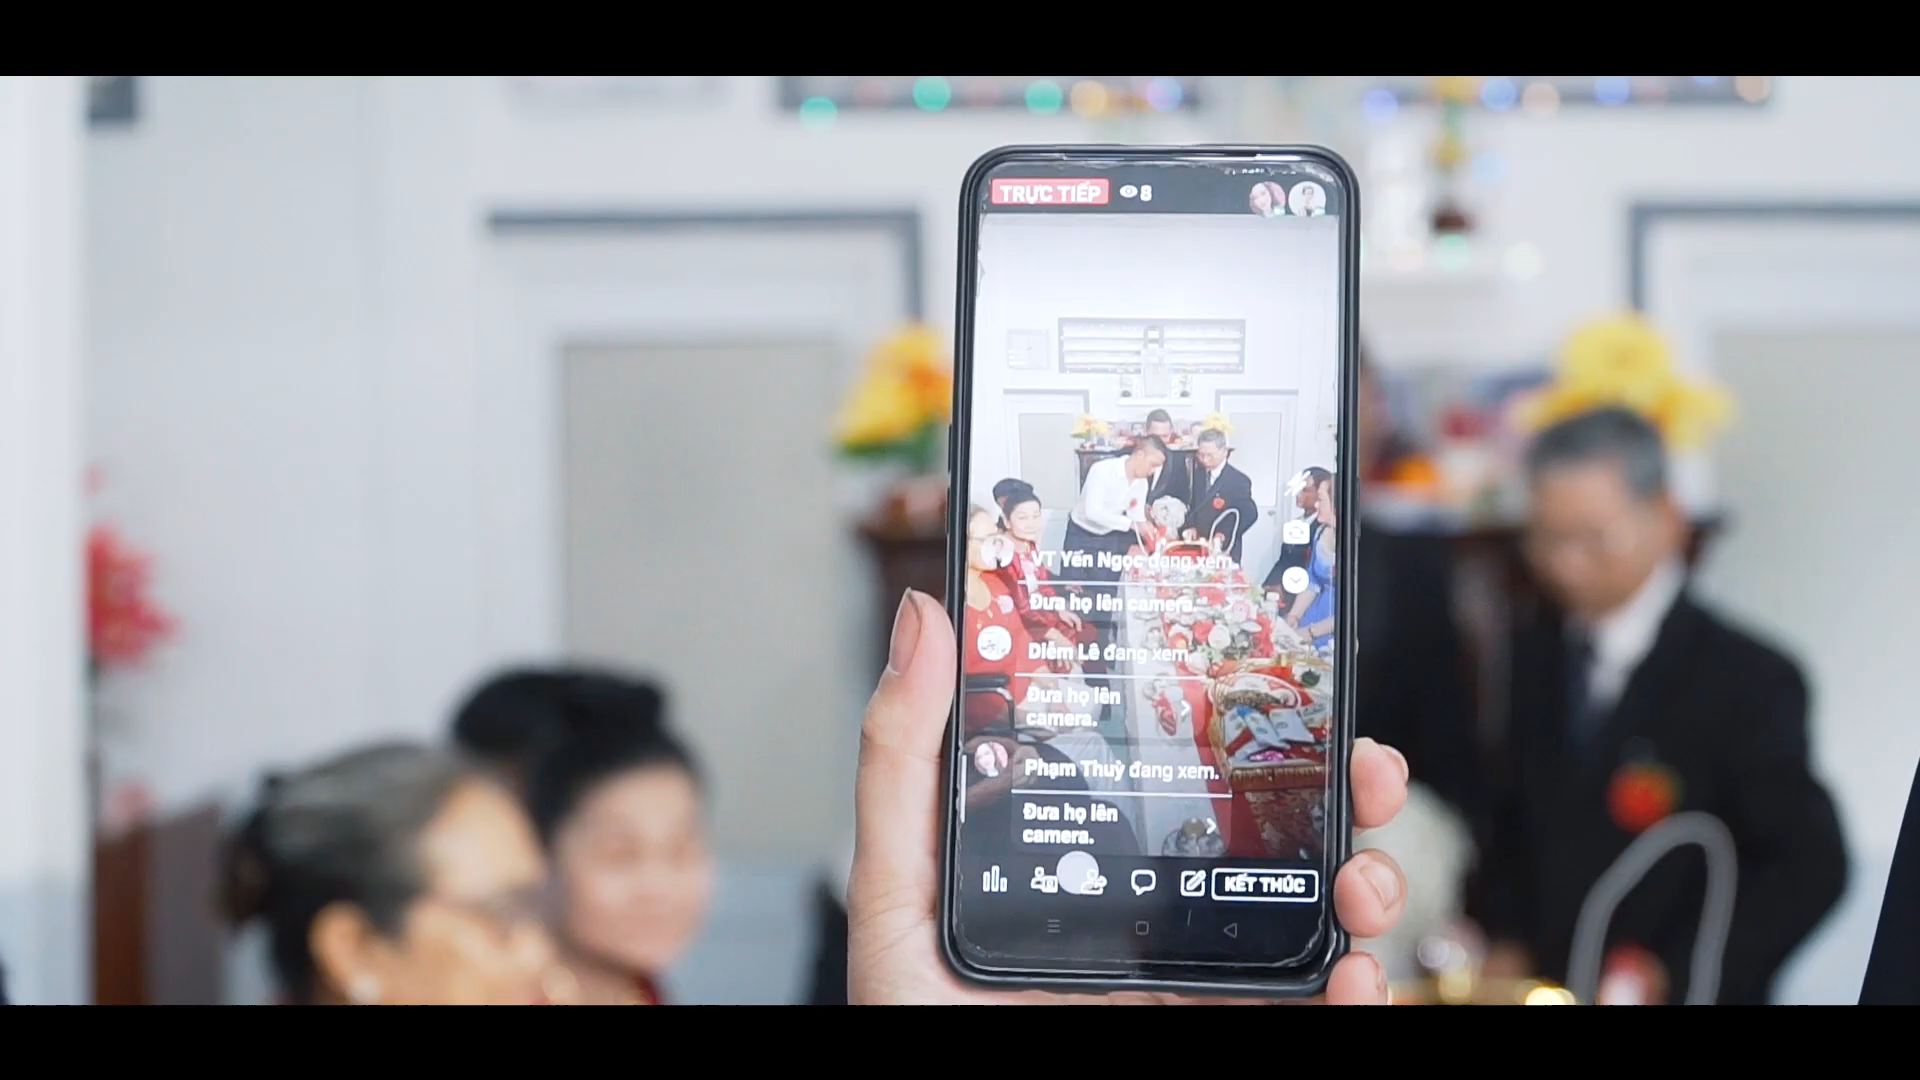 TRỰC TIẾP 8
VT Yến Ngọc đang xem.
Đưa họ lên camera.
Diễm Lê đang xem.
Đưa họ lên
camera.
Phạm Thuỳ đang xem.
Đưa họ lên
camera.
KẾT THÚC